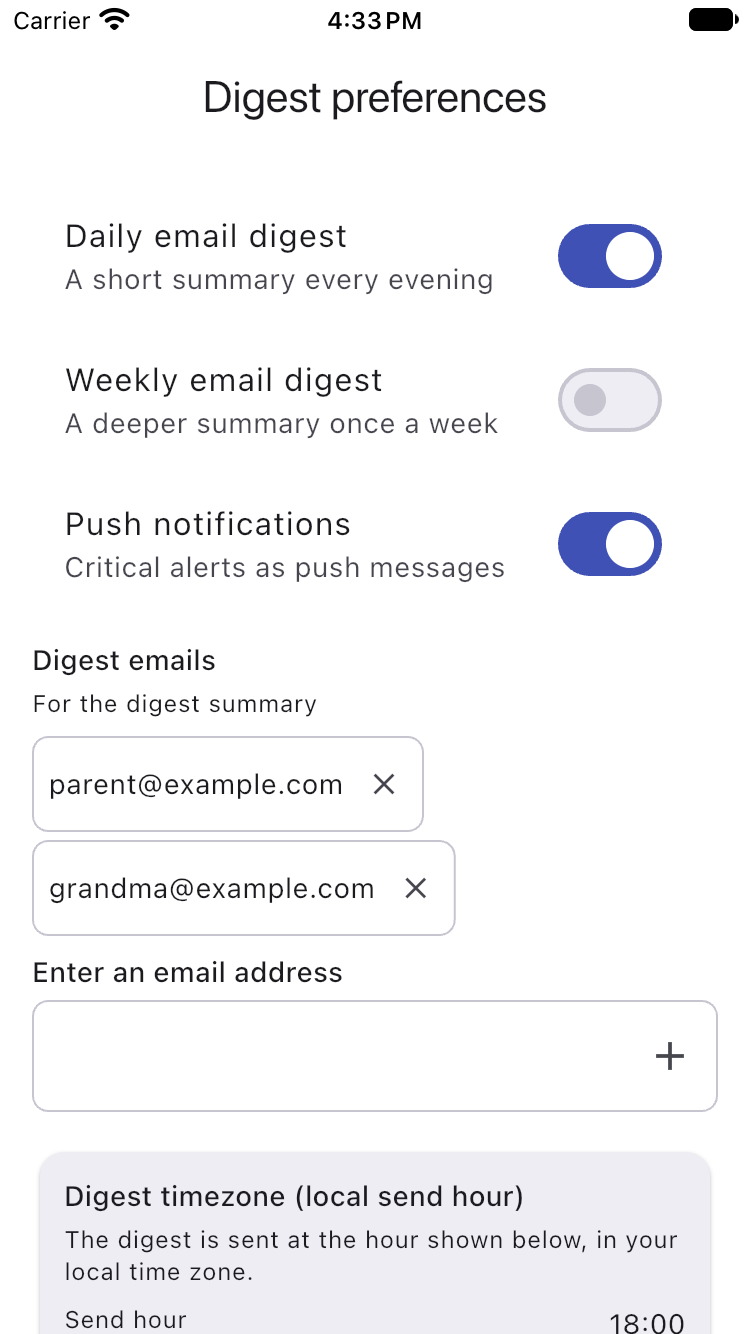 Carrier 4:33 PM
Digest preferences
Daily email digest
A short summary every evening
Weekly email digest
A deeper summary once a week
Push notifications
Critical alerts as push messages
Digest emails
For the digest summary
parent@example.com
grandma@example.com
Enter an email address
Digest timezone (local send hour)
The digest is sent at the hour shown below, in your
local time zone.
Send hour 18:00